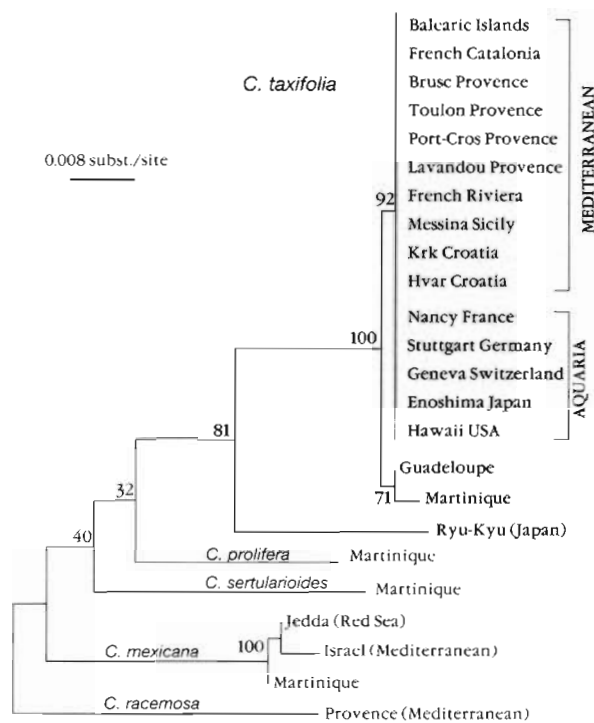 Balearic Islands
French Catalonia
C. taxifolia
Brusc Provence
Toulon Provence
Port-Cros Provence
0.008 subst./site
Lavandou Provence
92
French Riviera
Messina Sicily
Krk Croatia
Hvar Croatia
MEDITERRANEAN
Nancy France
100
Stuttgart Germany
Geneva Switzerland
Enoshima Japan
Hawaii USA
AQUARIA
81
Guadeloupe
71
Martinique
32
Ryu-Kyu (Japan)
40
C. prolifera
Martinique
C. sertularioides
Martinique
Jedda (Red Sea)
100
C. mexicana
Israel (Mediterranean)
Martinique
C. racemosa
Provence (Mediterranean)